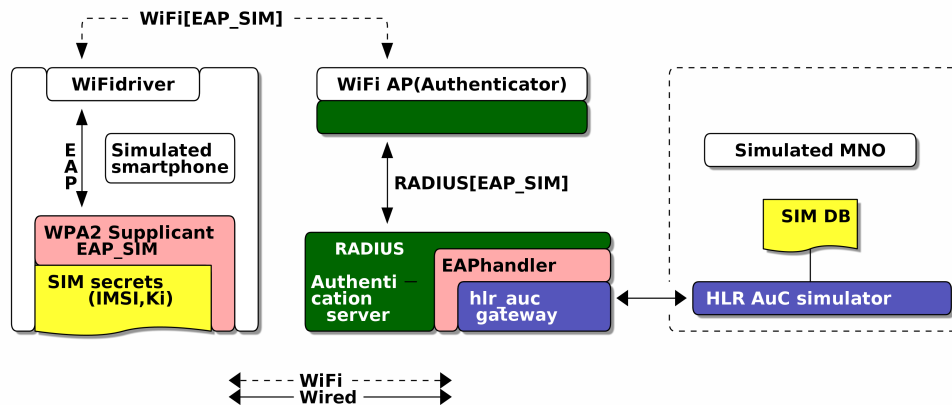 WiFi[EAP_SIM]
WiFidriver
WiFi AP(Authenticator)
E
A
P
Simulated
smartphone
Simulated MNO
RADIUS[EAP_SIM]
WPA2 Supplicant
EAP_SIM
SIM secrets
(IMSI,Ki)
RADIUS
Authenti
cation
server
EAPhandler
hlr_auc
gateway
SIM DB
HLR AuC simulator
WiFi
Wired